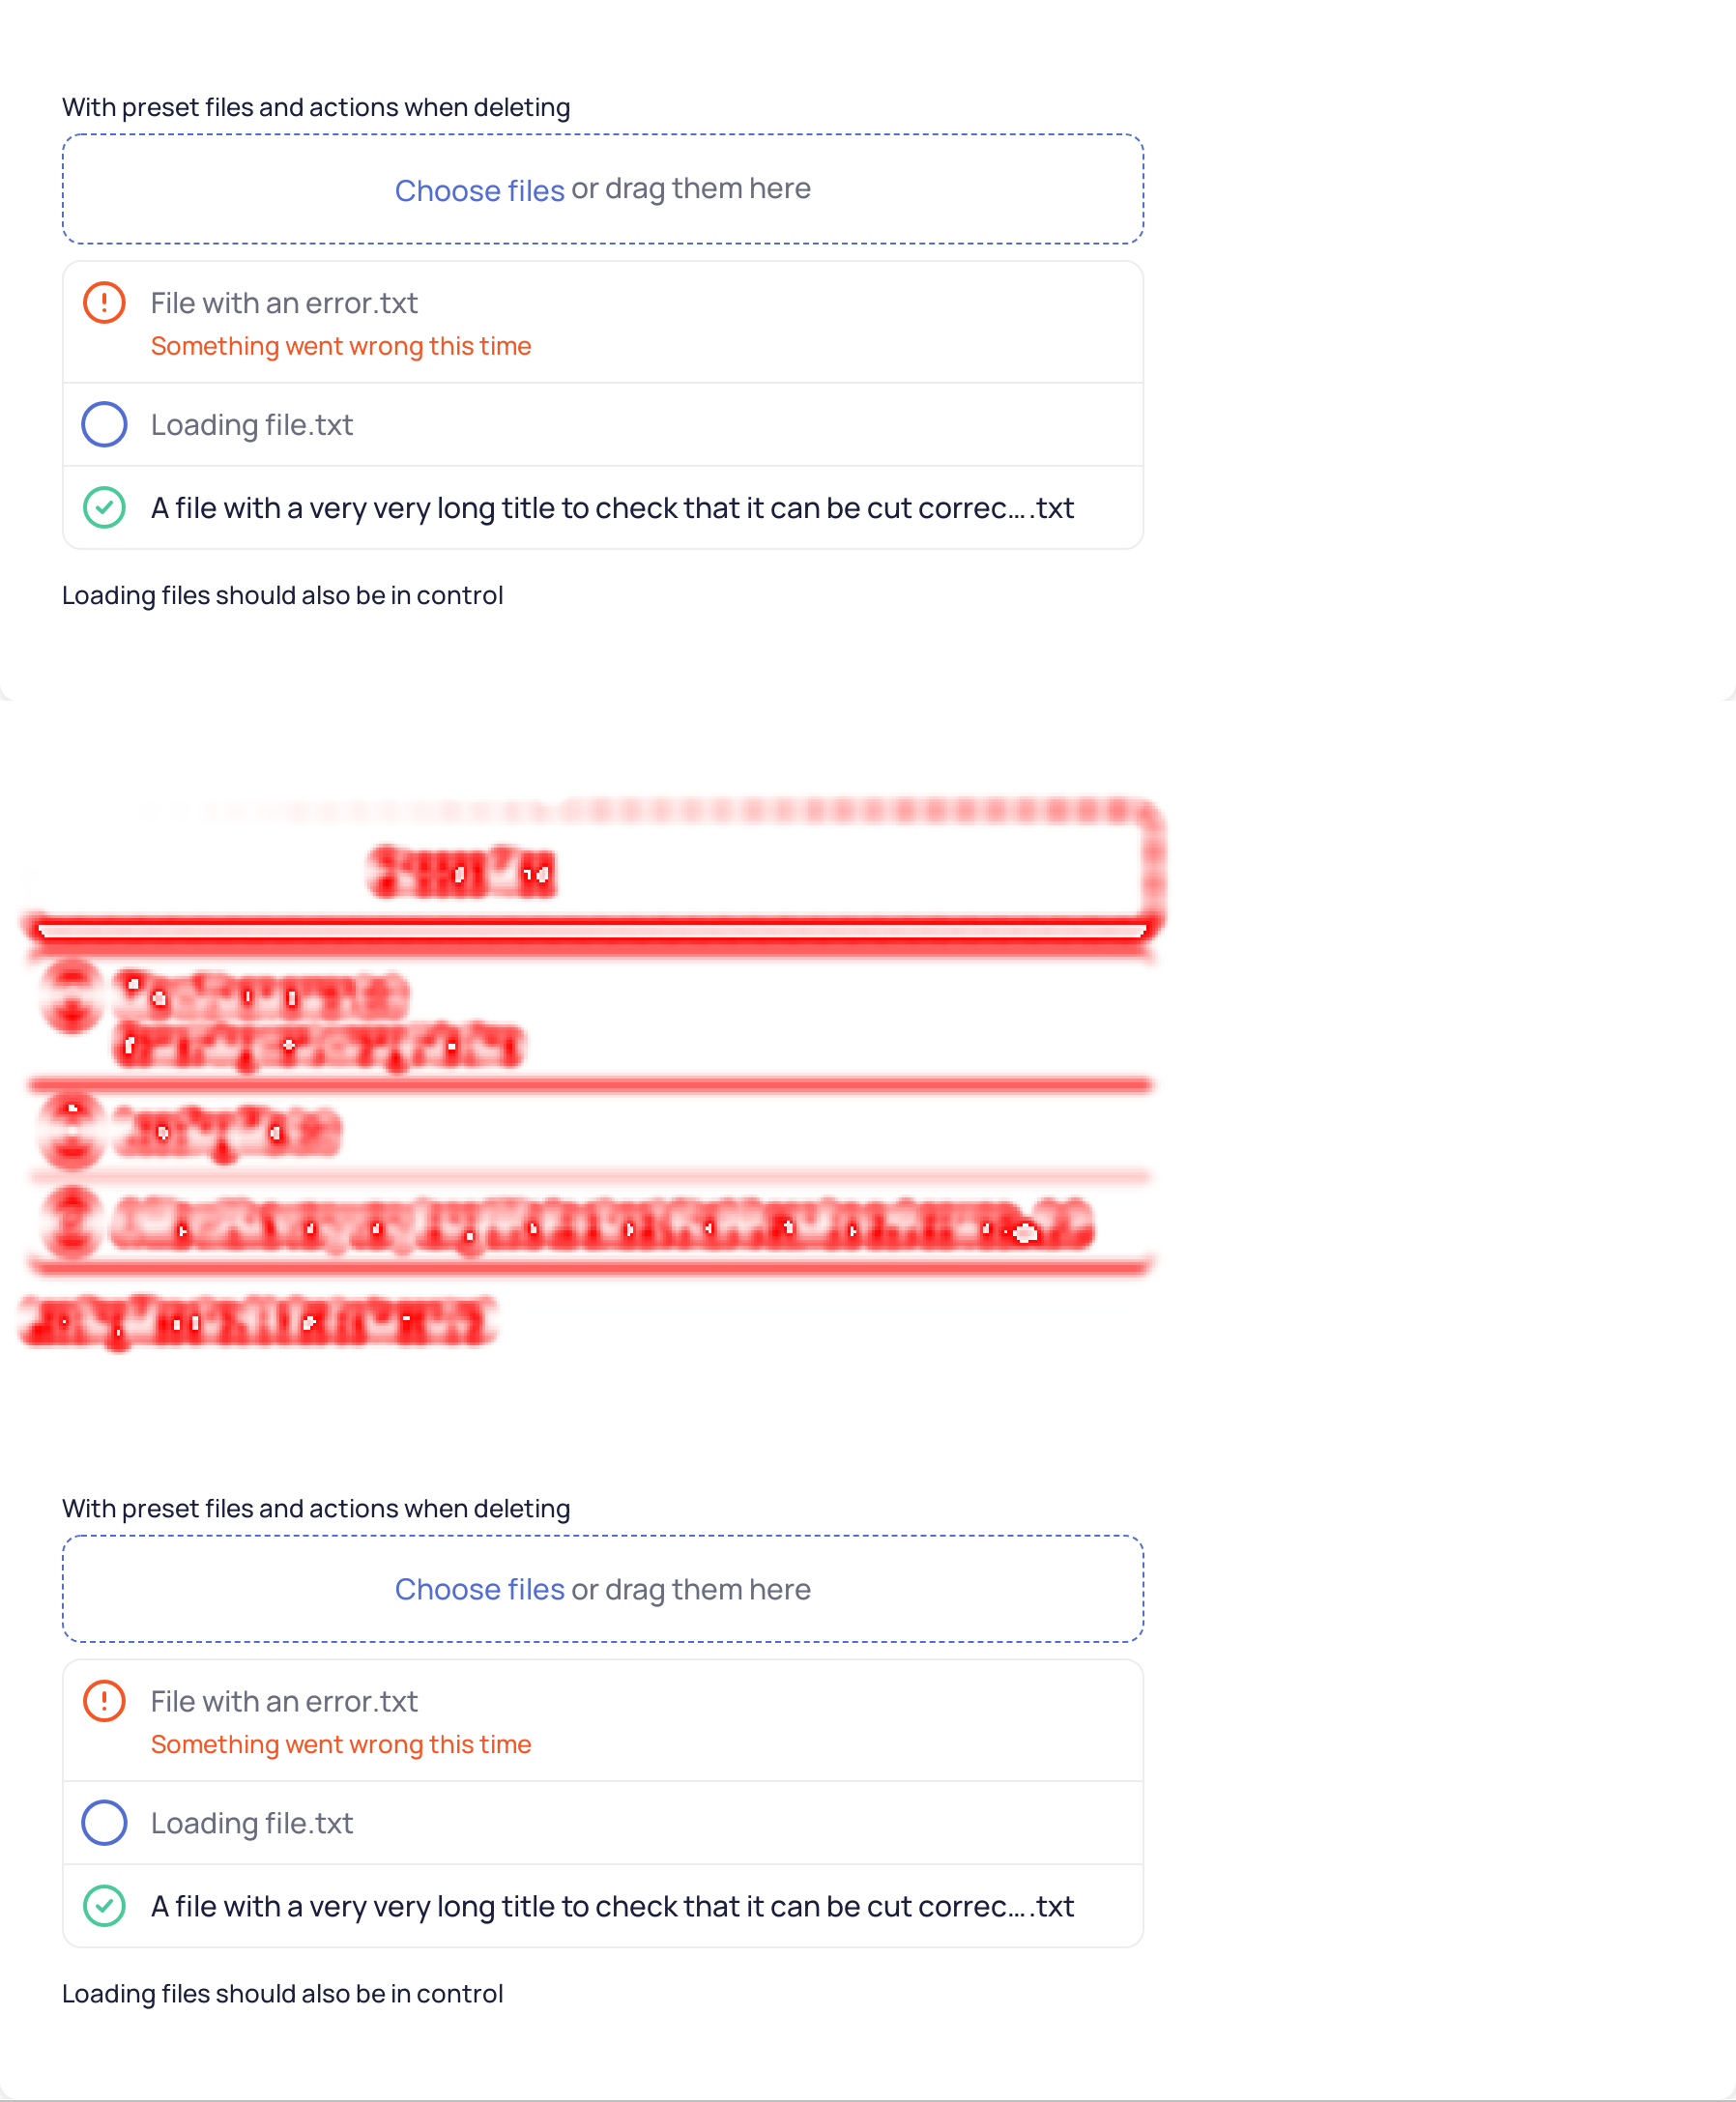 With preset files and actions when deleting
Choose files or drag them here
File with an error.txt
Something went wrong this time
Loading file.txt
A file with a very very long title to check that it can be cut correc….txt
Loading files should also be in control
With preset files and actions when deleting
Choose files or drag them here
File with an error.txt
Something went wrong this time
Loading file.txt
A file with a very very long title to check that it can be cut correc….txt
Loading files should also be in control